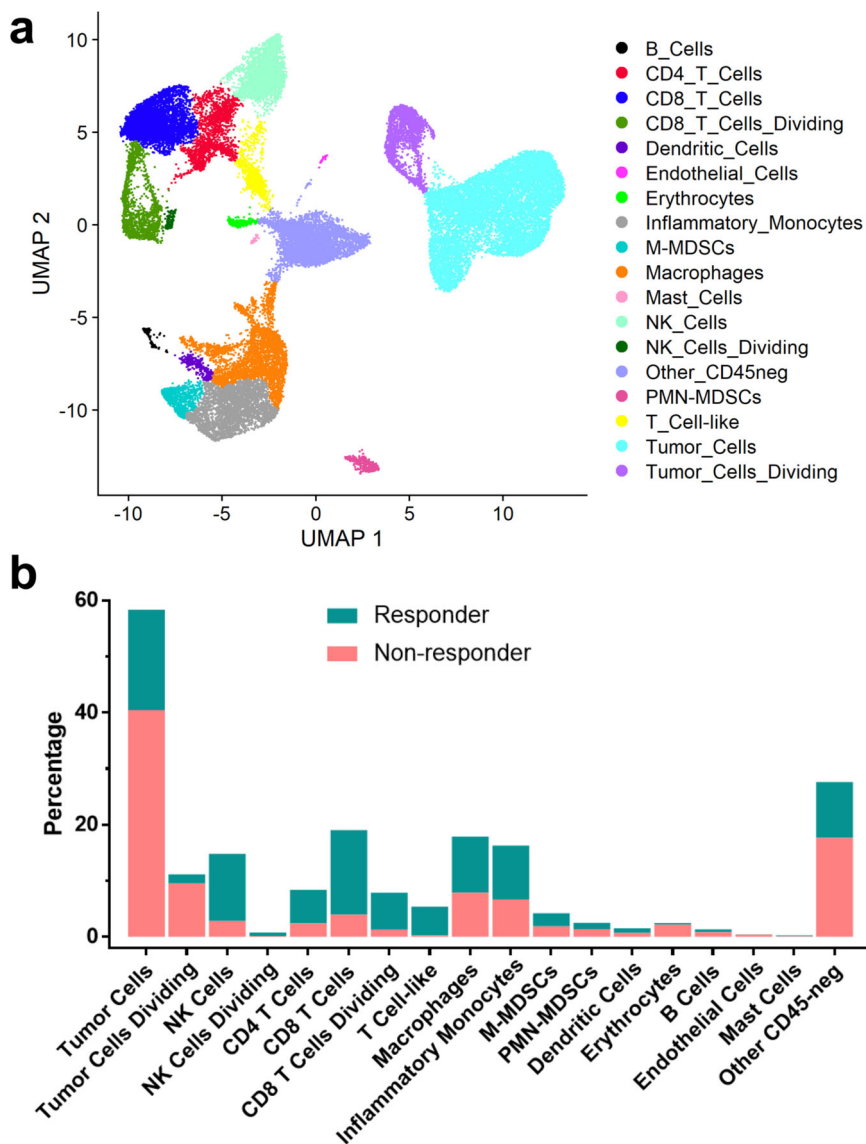 a
UMAP 2
10
5
0
-5
-10
-10
-5
0
5
10
UMAP 1
B_Cells
CD4_T_Cells
CD8_T_Cells
CD8_T_Cells_Dividing
Dendritic_Cells
Endothelial_Cells
Erythrocytes
Inflammatory_Monocytes
M-MDSCs
Macrophages
Mast_Cells
NK_Cells
NK_Cells_Dividing
Other_CD45neg
PMN-MDSCs
T_Cell-like
Tumor_Cells
Tumor_Cells_Dividing
b
Percentage
60
40
20
0
Responder
Non-responder
Tumor Cells
Tumor Cells Dividing
NK Cells
NK Cells Dividing
CD4 T Cells
CD8 T Cells
CD8 T Cells Dividing
T Cell-like
Macrophages
Inflammatory Monocytes
M-MDSCs
PMN-MDSCs
Dendritic Cells
Erythrocytes
B Cells
Endothelial Cells
Mast Cells
Other CD45-neg